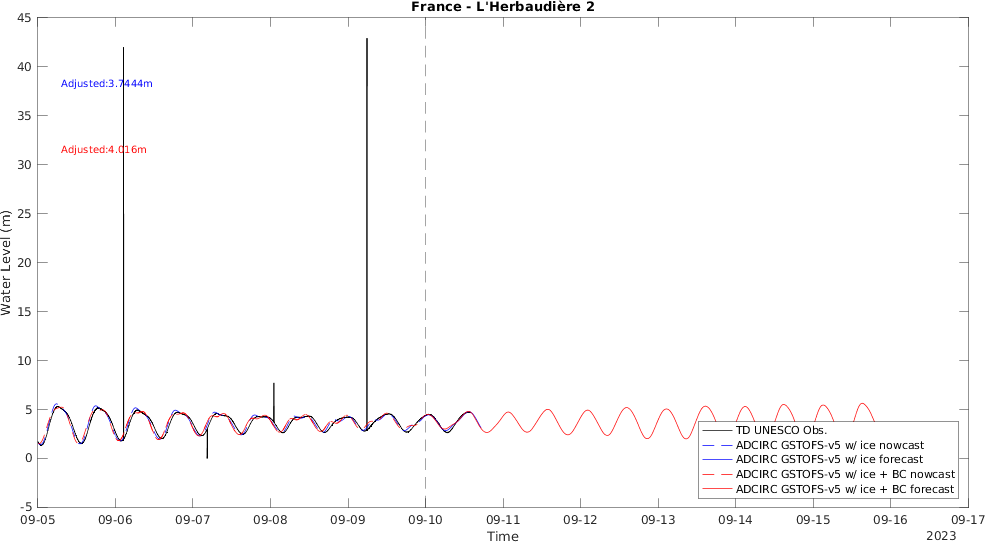 France - L'Herbaudière 2
45
40
35
30
25
20
15
10
5
0
-5
Water Level (m)
Adjusted:3.7444m
Adjusted:4.016m
TD UNESCO Obs.
ADCIRC GSTOFS-v5 w/ ice nowcast
ADCIRC GSTOFS-v5 w/ ice forecast
ADCIRC GSTOFS-v5 w/ ice + BC nowcast
ADCIRC GSTOFS-v5 w/ ice + BC forecast
09-05 09-06 09-07 09-08 09-09 09-10 09-11 09-12 09-13 09-14 09-15 09-16 09-17
Time
2023